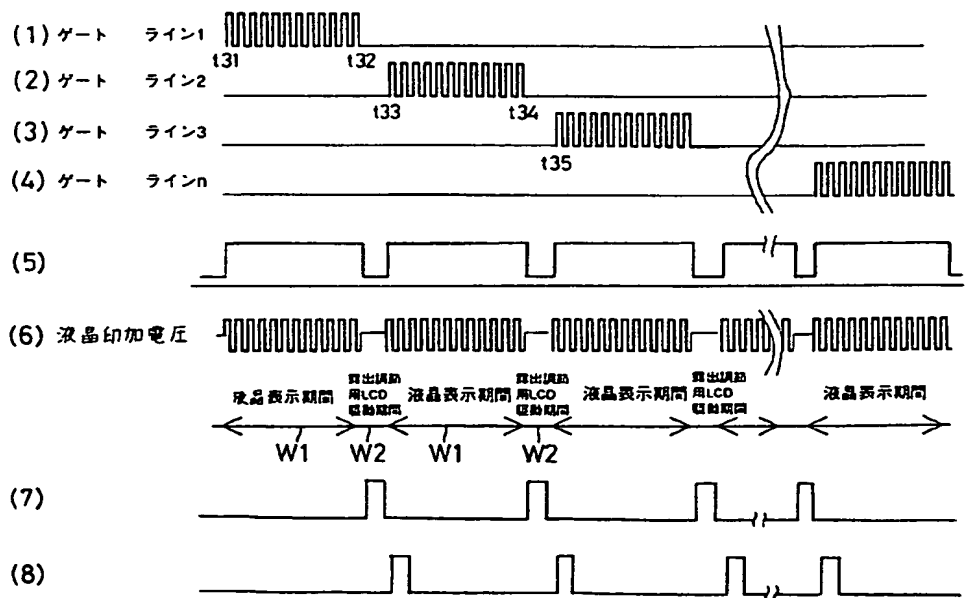 (1) ゲート ライン1
t31 t32
(2) ゲート ライン2
t33 t34
(3) ゲート ライン3
t35
(4) ゲート ラインn
(5)
(6) 液晶印加電圧
液晶表示期間 露出調節用LCD駆動期間 液晶表示期間 露出調節用LCD駆動期間 液晶表示期間 露出調節用LCD駆動期間 液晶表示期間
W1 W2 W1 W2
(7)
(8)